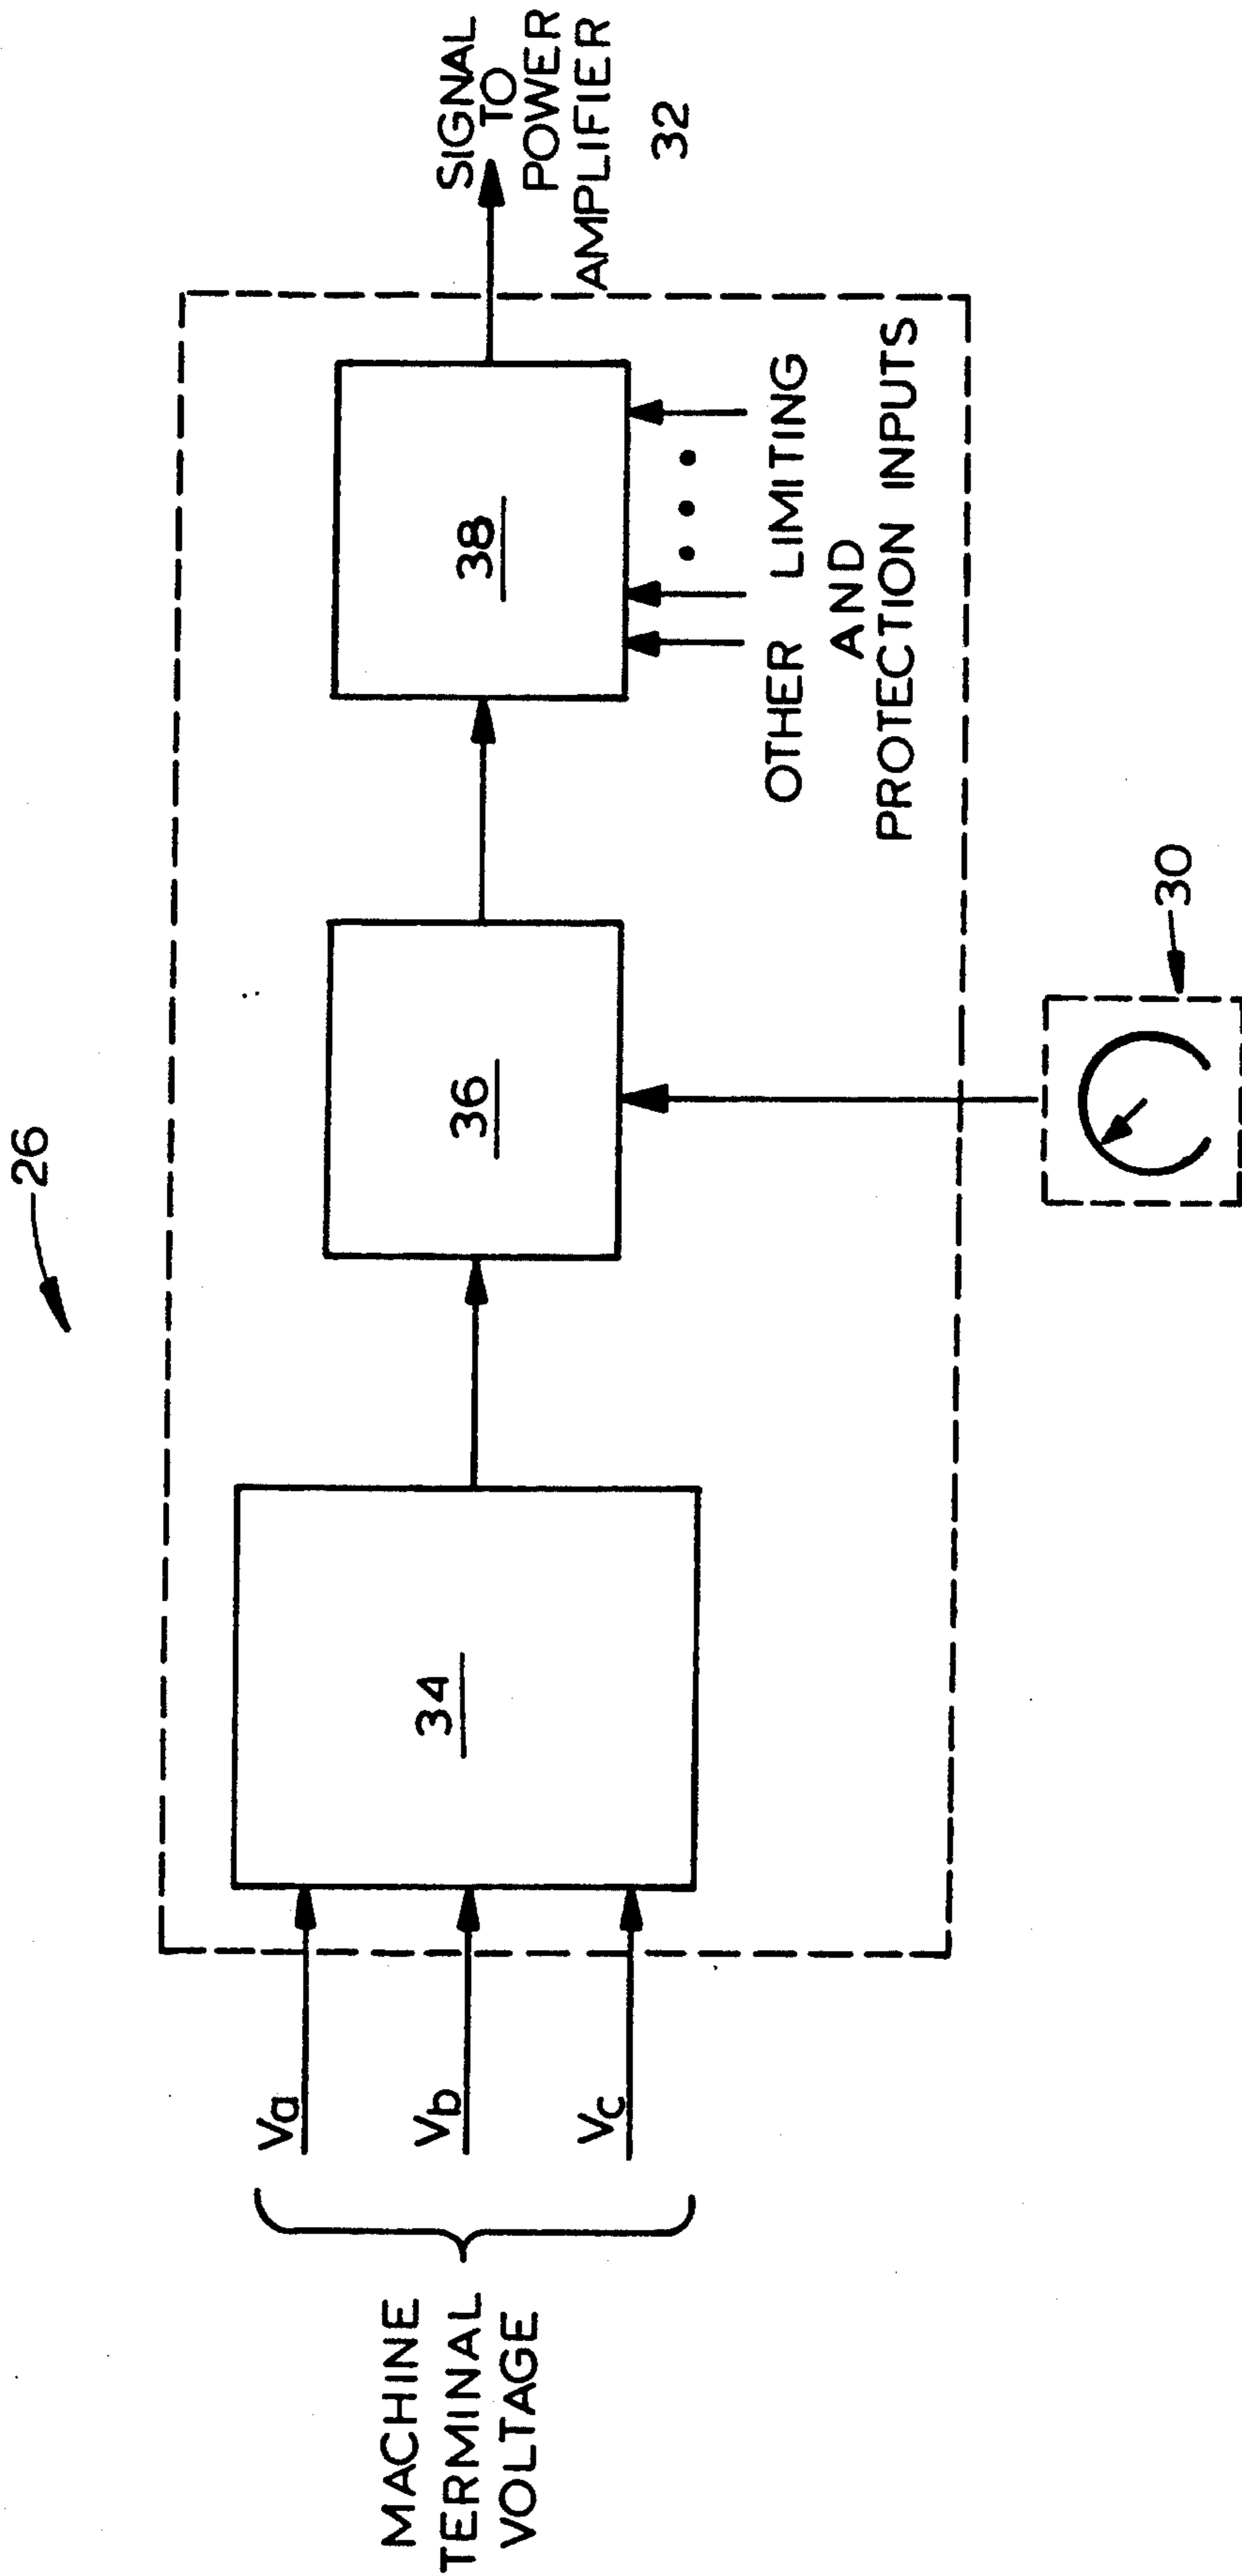 26
MACHINE
TERMINAL
VOLTAGE
Va
Vb
Vc
34
36
38
SIGNAL
TO
POWER
AMPLIFIER
32
OTHER LIMITING
AND
PROTECTION INPUTS
30